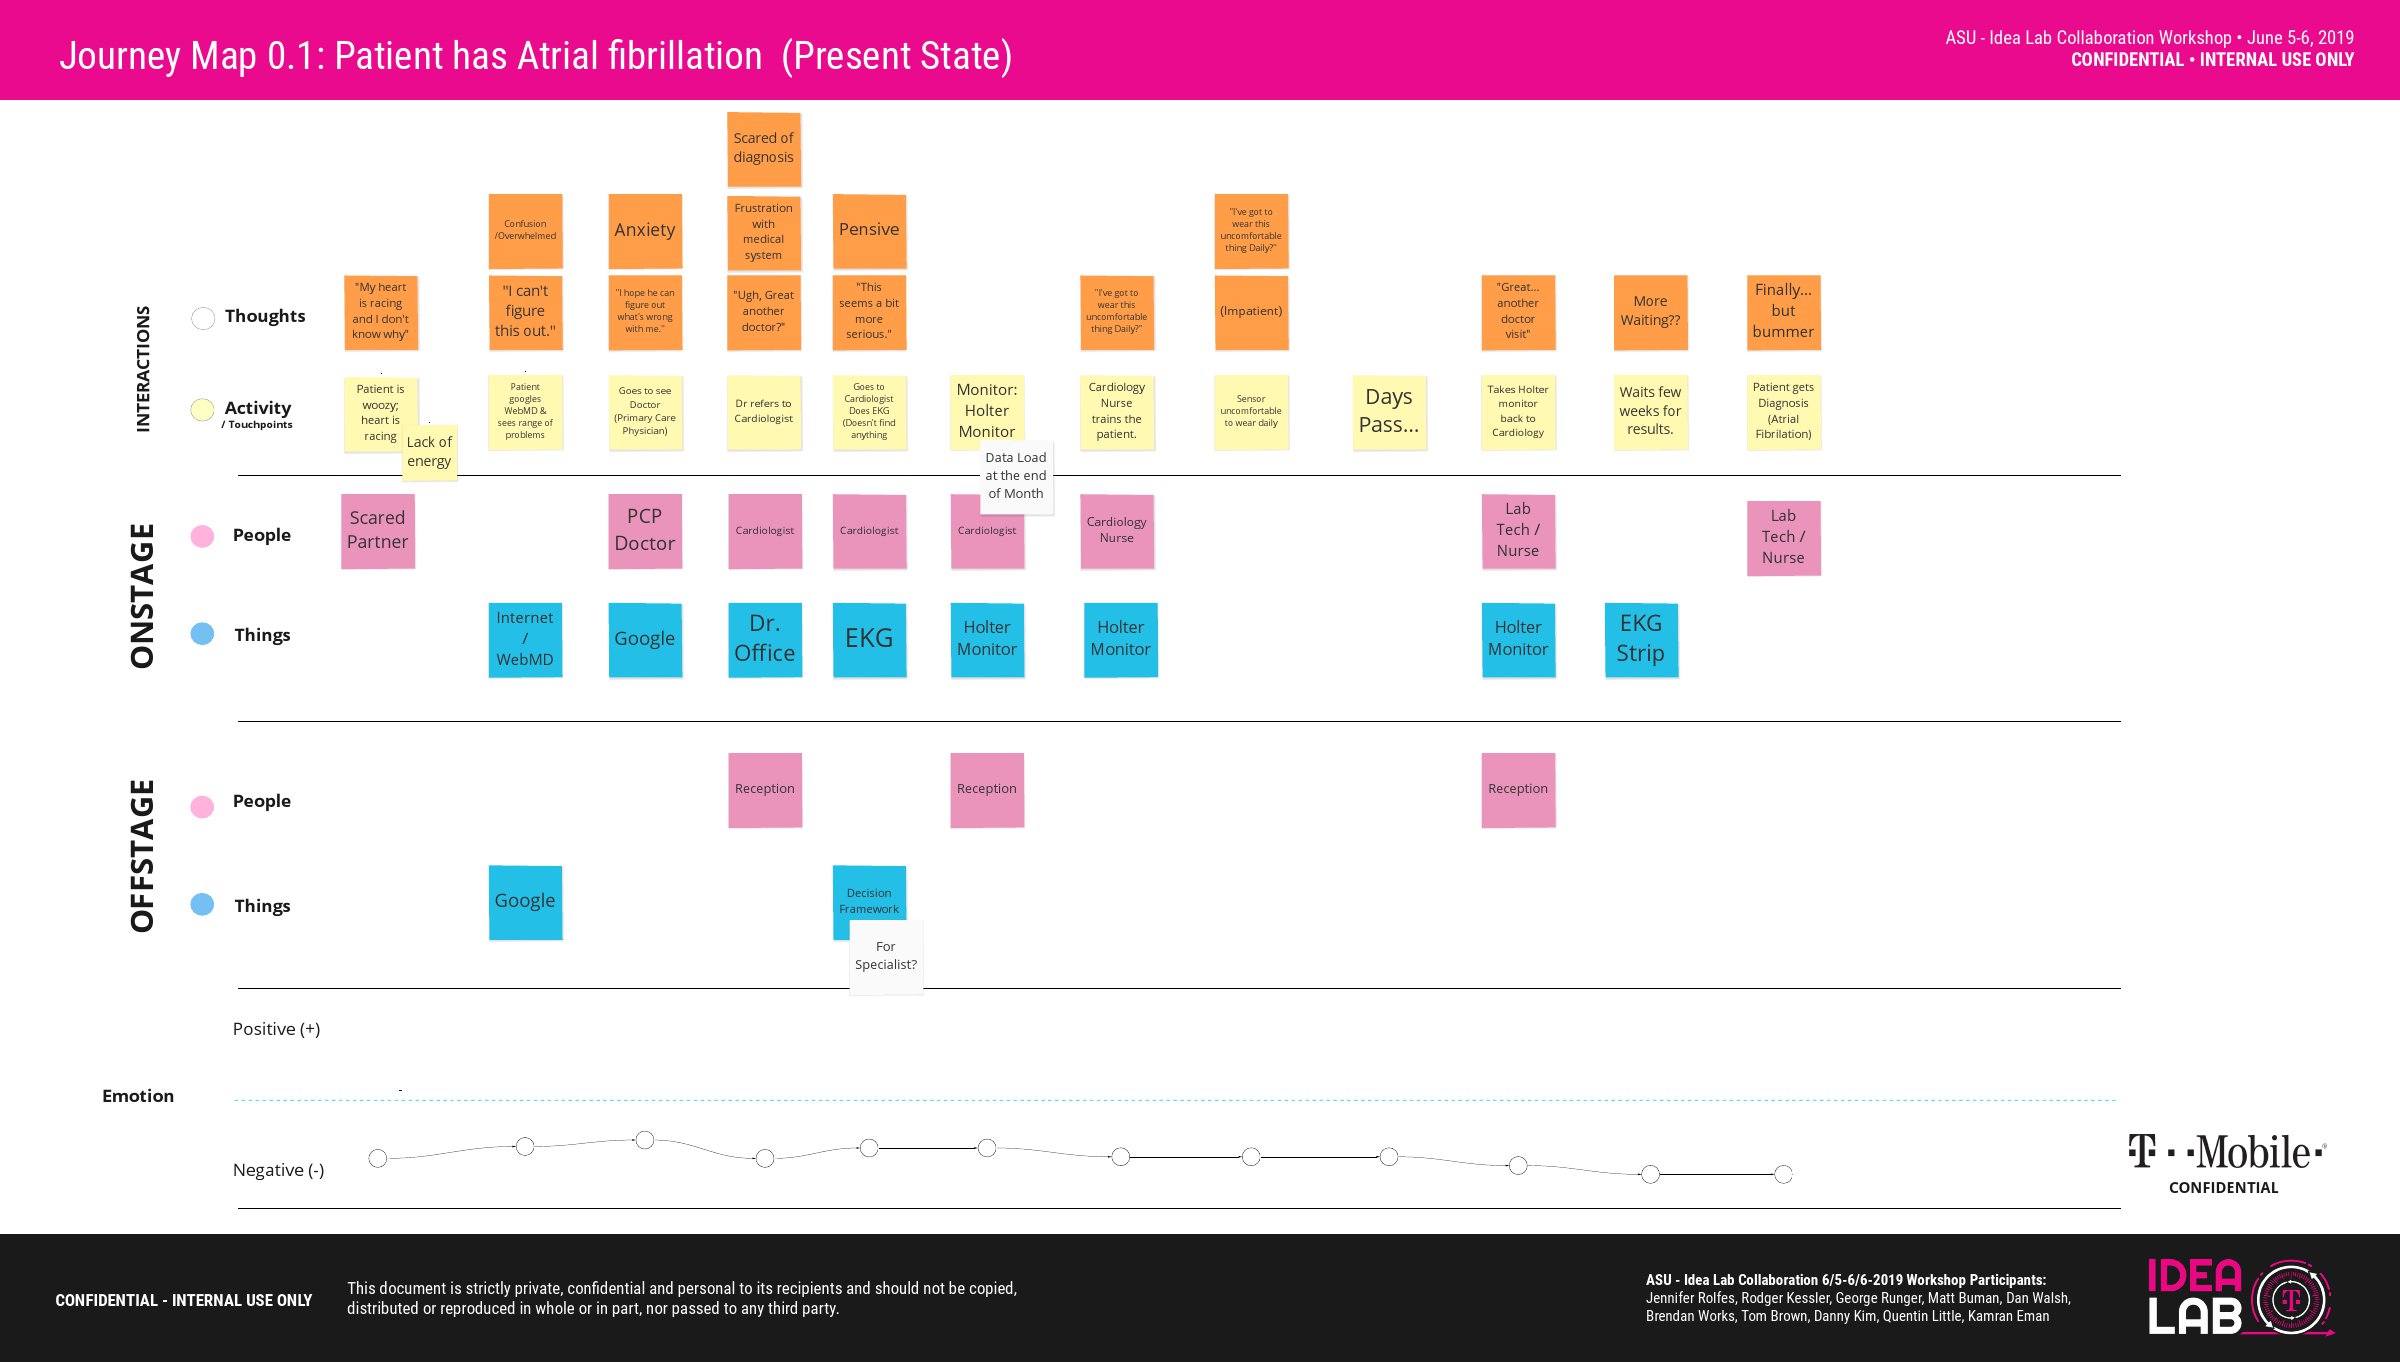 Journey Map 0.1: Patient has Atrial fibrillation (Present State)
ASU - Idea Lab Collaboration Workshop • June 5-6, 2019
CONFIDENTIAL • INTERNAL USE ONLY
Scared of
diagnosis
Confusion
/Overwhelmed
Anxiety
Frustration
with
medical
system
Pensive
"I've got to
wear this
uncomfortable
thing Daily?"
INTERACTIONS
Thoughts
"My heart
is racing
and I don't
know why"
"I can't
figure
this out."
"I hope he can
figure out
what's wrong
with me."
"Ugh, Great
another
doctor?"
"This
seems a bit
more
serious."
"I've got to
wear this
uncomfortable
thing Daily?"
(Impatient)
"Great...
another
doctor
visit"
More
Waiting??
Finally...
but
bummer
Activity
/ Touchpoints
Patient is
woozy;
heart is
racing
Lack of
energy
Patient
googles
WebMD &
sees range of
problems
Goes to see
Doctor
(Primary Care
Physician)
Dr refers to
Cardiologist
Goes to
Cardiologist
Does EKG
(Doesn't find
anything
Monitor:
Holter
Monitor
Data Load
at the end
of Month
Cardiology
Nurse
trains the
patient.
Sensor
uncomfortable
to wear daily
Days
Pass...
Takes Holter
monitor
back to
Cardiology
Waits few
weeks for
results.
Patient gets
Diagnosis
(Atrial
Fibrilation)
ONSTAGE
People
Scared
Partner
PCP
Doctor
Cardiologist
Cardiologist
Cardiologist
Cardiology
Nurse
Lab
Tech /
Nurse
Lab
Tech /
Nurse
Things
Internet
/
WebMD
Google
Dr.
Office
EKG
Holter
Monitor
Holter
Monitor
Holter
Monitor
EKG
Strip
OFFSTAGE
People
Reception
Reception
Reception
Things
Google
Decision
Framework
For
Specialist?
Positive (+)
Emotion
Negative (-)
T··Mobile·®
CONFIDENTIAL
CONFIDENTIAL - INTERNAL USE ONLY
This document is strictly private, confidential and personal to its recipients and should not be copied,
distributed or reproduced in whole or in part, nor passed to any third party.
ASU - Idea Lab Collaboration 6/5-6/6-2019 Workshop Participants:
Jennifer Rolfes, Rodger Kessler, George Runger, Matt Buman, Dan Walsh,
Brendan Works, Tom Brown, Danny Kim, Quentin Little, Kamran Eman
IDEA
LAB
T